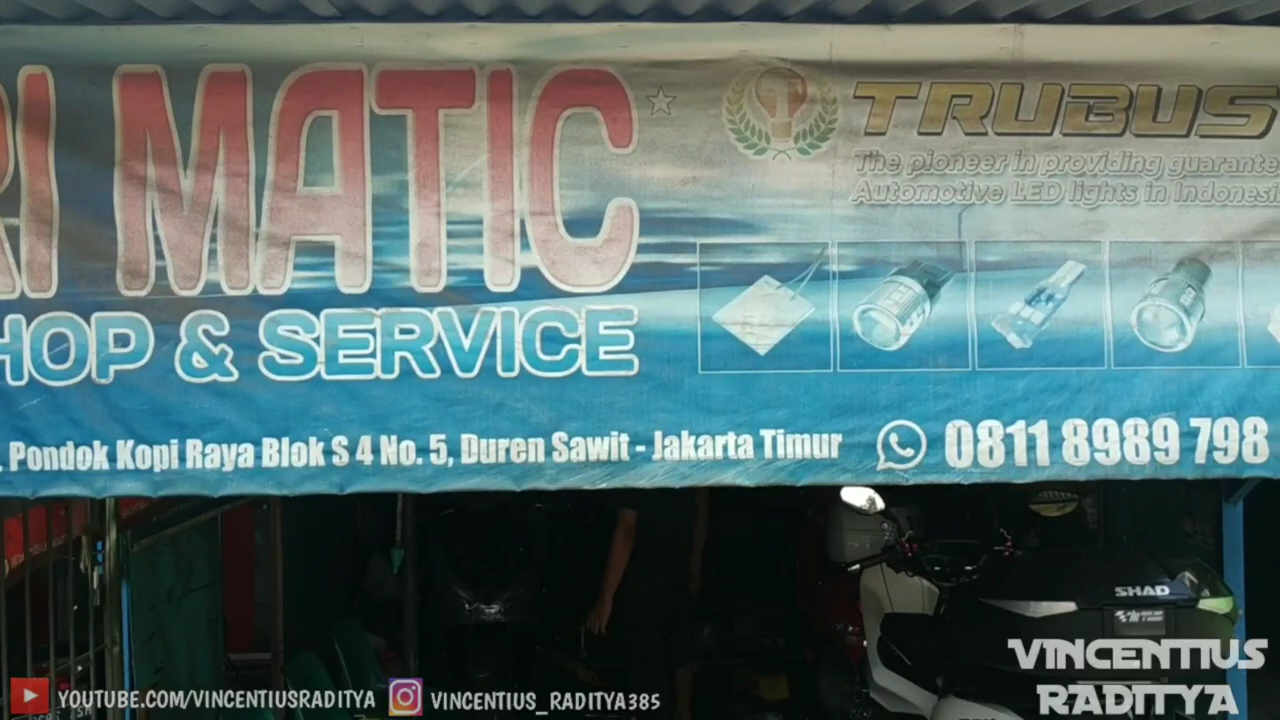 RI MATIC
HOP & SERVICE
TRUBUS
The pioneer in providing guarante
Automotive LED lights in Indonesi
. Pondok Kopi Raya Blok S 4 No. 5, Duren Sawit - Jakarta Timur
0811 8989 798
SHAD
VINCENTIUS
RADITYA
YOUTUBE.COM/VINCENTIUSRADITYA
VINCENTIUS_RADITYA385